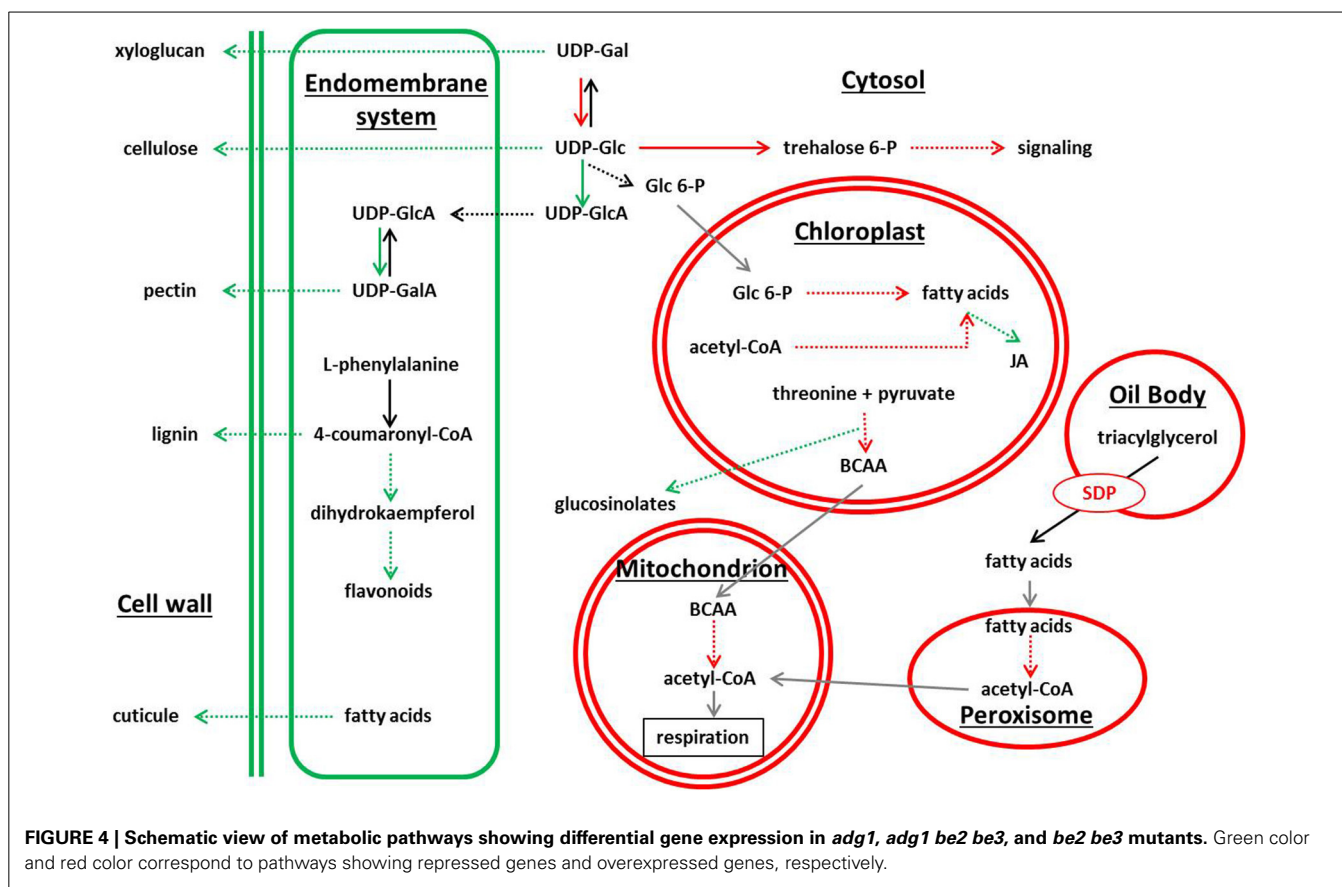 xyloglucan
UDP-Gal
Endomembrane
system
Cytosol
cellulose
UDP-Glc
trehalose 6-P
signaling
Glc 6-P
UDP-GlcA
UDP-GlcA
Chloroplast
pectin
UDP-GalA
Glc 6-P
fatty acids
acetyl-CoA
JA
L-phenylalanine
threonine + pyruvate
Oil Body
lignin
4-coumaronyl-CoA
triacylglycerol
BCAA
SDP
glucosinolates
dihydrokaempferol
fatty acids
Mitochondrion
flavonoids
Cell wall
BCAA
fatty acids
acetyl-CoA
acetyl-CoA
Peroxisome
cuticule
fatty acids
respiration
FIGURE 4 | Schematic view of metabolic pathways showing differential gene expression in adg1, adg1 be2 be3, and be2 be3 mutants. Green color
and red color correspond to pathways showing repressed genes and overexpressed genes, respectively.